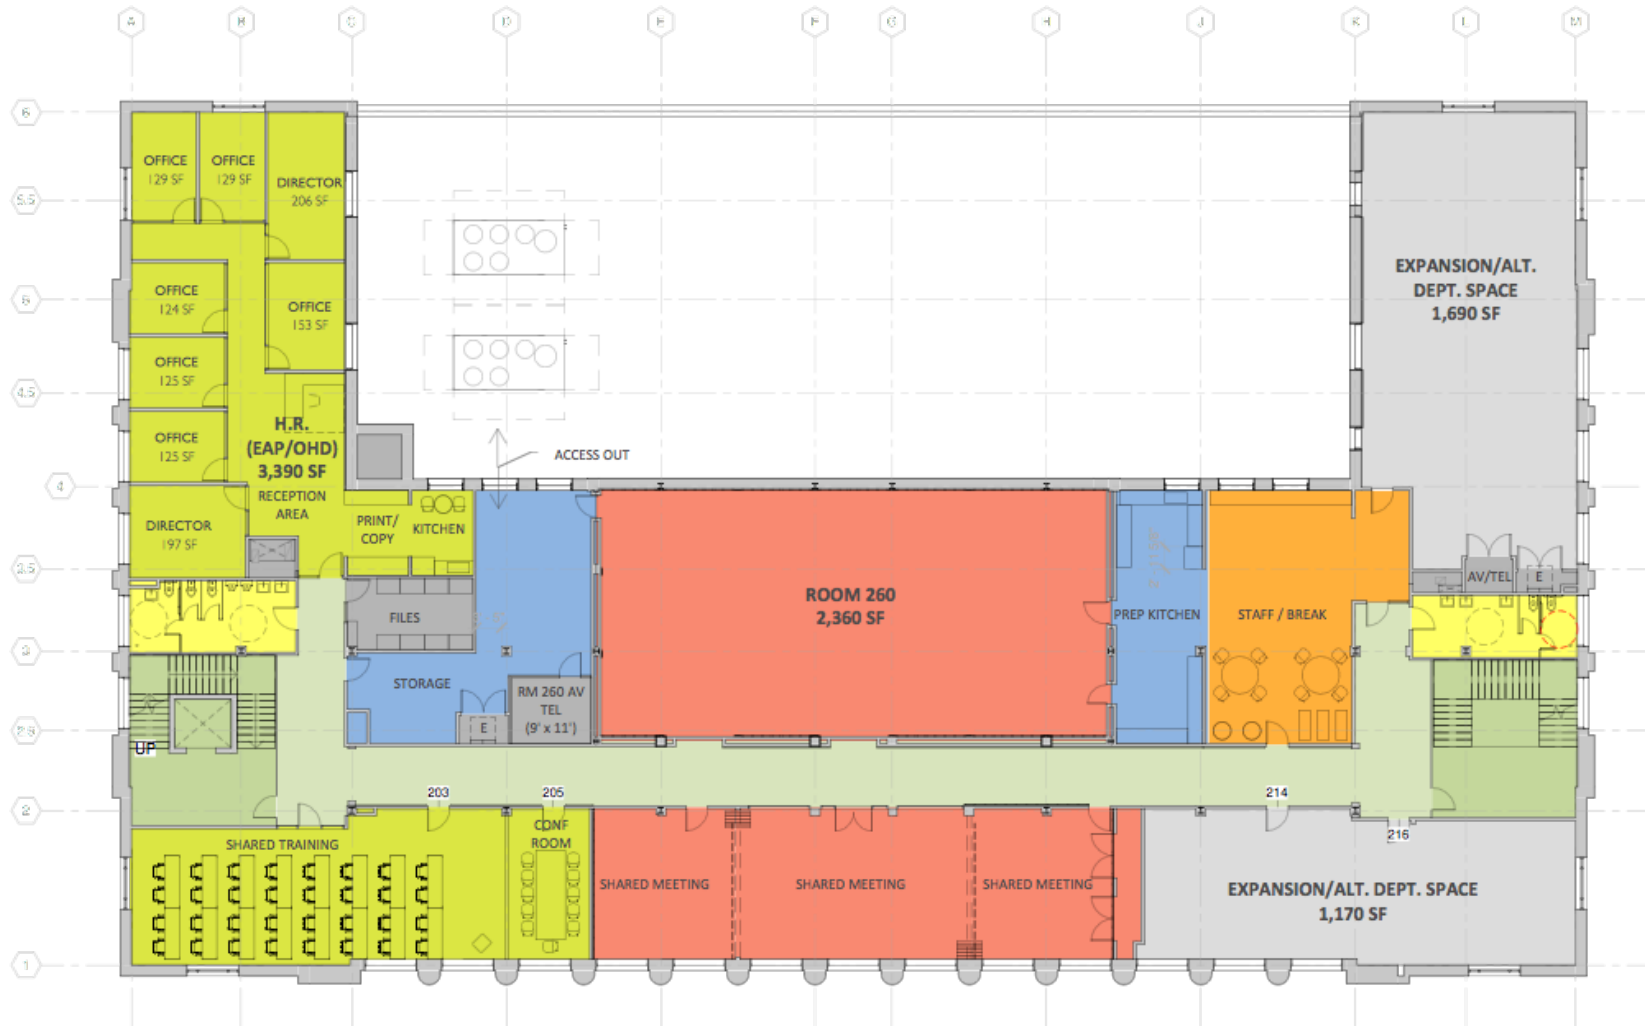 A
B
C
D
E
F
G
H
J
K
L
M
6
OFFICE
129 SF
OFFICE
129 SF
DIRECTOR
206 SF
5.5
EXPANSION/ALT.
DEPT. SPACE
1,690 SF
OFFICE
124 SF
5
OFFICE
153 SF
OFFICE
125 SF
4.5
H.R.
(EAP/OHD)
3,390 SF
OFFICE
125 SF
ACCESS OUT
4
RECEPTION
AREA
DIRECTOR
197 SF
PRINT/
COPY
KITCHEN
3.5
AV/TEL
E
FILES
ROOM 260
2,360 SF
PREP KITCHEN
STAFF / BREAK
3
STORAGE
RM 260 AV
TEL
(9' x 11')
E
2.5
UP
203
205
214
2
216
SHARED TRAINING
CONF
ROOM
SHARED MEETING
SHARED MEETING
SHARED MEETING
EXPANSION/ALT. DEPT. SPACE
1,170 SF
1